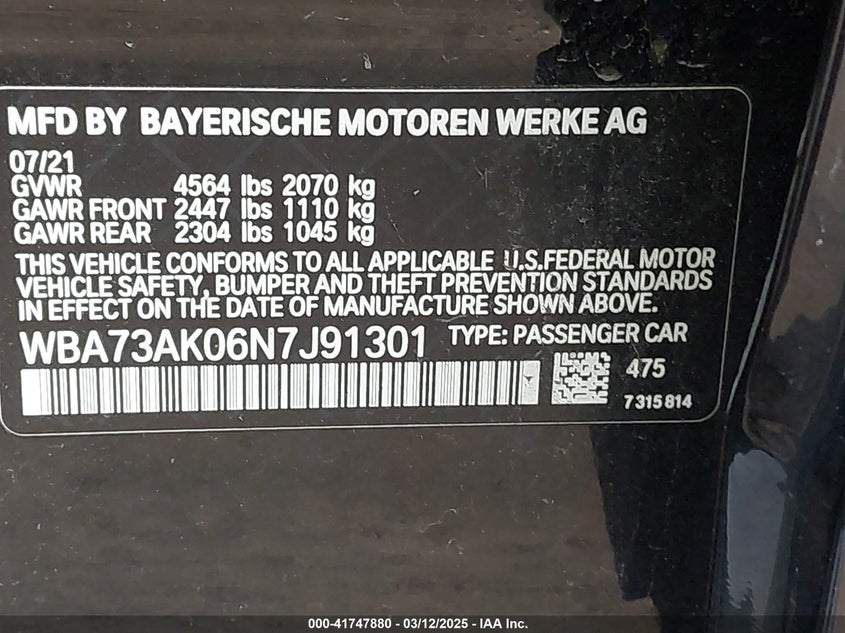 MFD BY BAYERISCHE MOTOREN WERKE AG
07/21
GVWR 4564 lbs 2070 kg
GAWR FRONT 2447 lbs 1110 kg
GAWR REAR 2304 lbs 1045 kg
THIS VEHICLE CONFORMS TO ALL APPLICABLE U.S.FEDERAL MOTOR
VEHICLE SAFETY, BUMPER AND THEFT PREVENTION STANDARDS
IN EFFECT ON THE DATE OF MANUFACTURE SHOWN ABOVE.
WBA73AK06N7J91301 TYPE: PASSENGER CAR
475
7315814
000-41747880 - 03/12/2025 - IAA Inc.